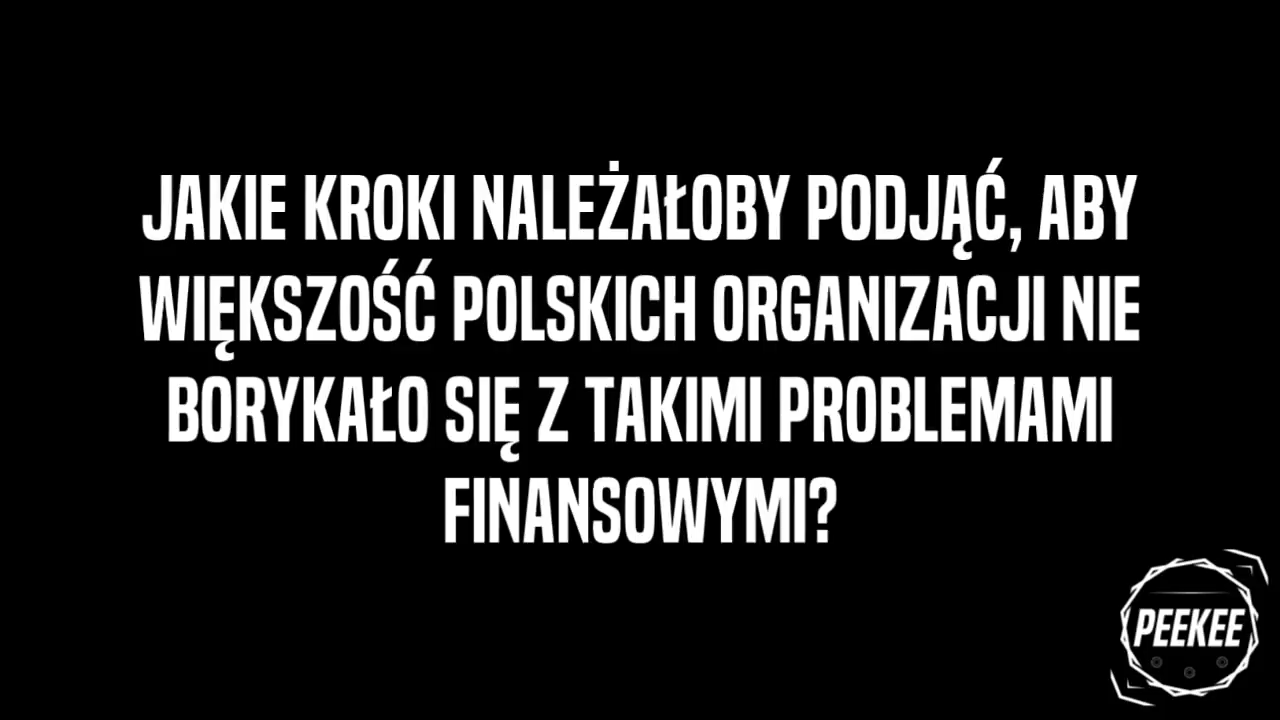 JAKIE KROKI NALEŻAŁOBY PODJĄĆ, ABY
WIĘKSZOŚĆ POLSKICH ORGANIZACJI NIE
BORYKAŁO SIĘ Z TAKIMI PROBLEMAMI
FINANSOWYMI?
PEEKEE